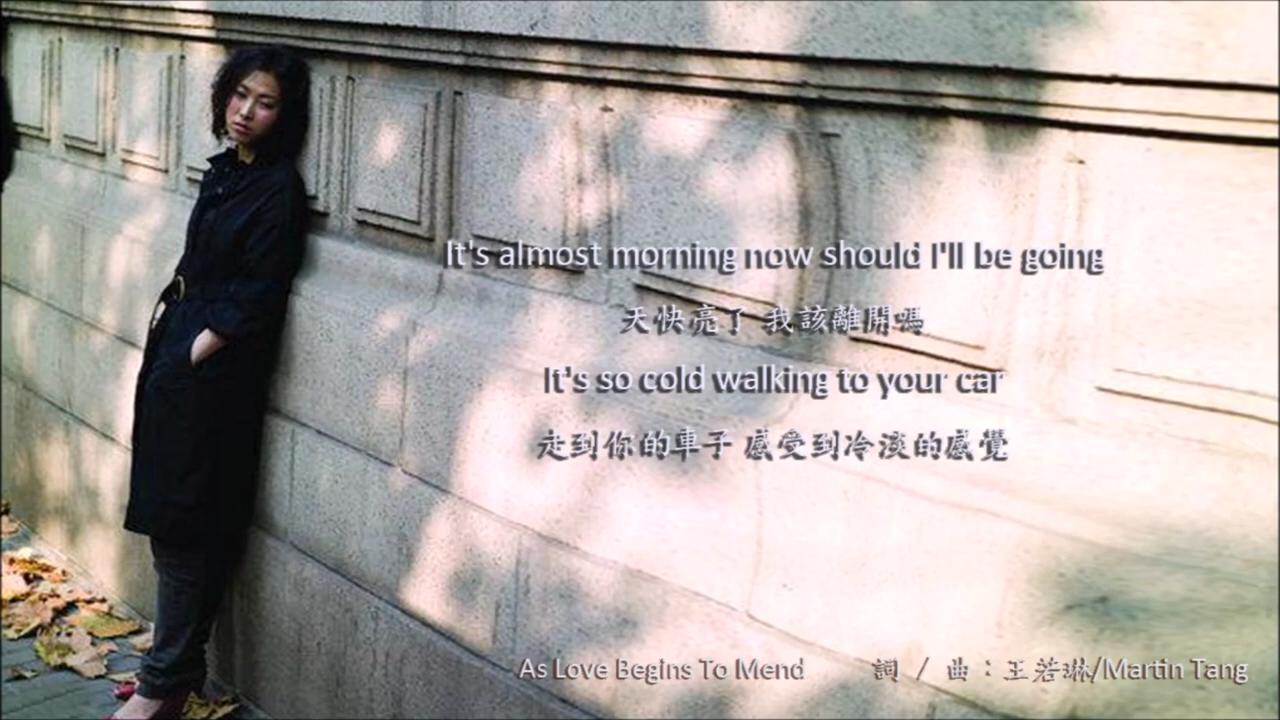 It's almost morning now should I'll be going
天快亮了 我該離開嗎
It's so cold walking to your car
走到你的車子 感受到冷淡的感覺
As Love Begins To Mend 詞 / 曲：王若琳/Martin Tang